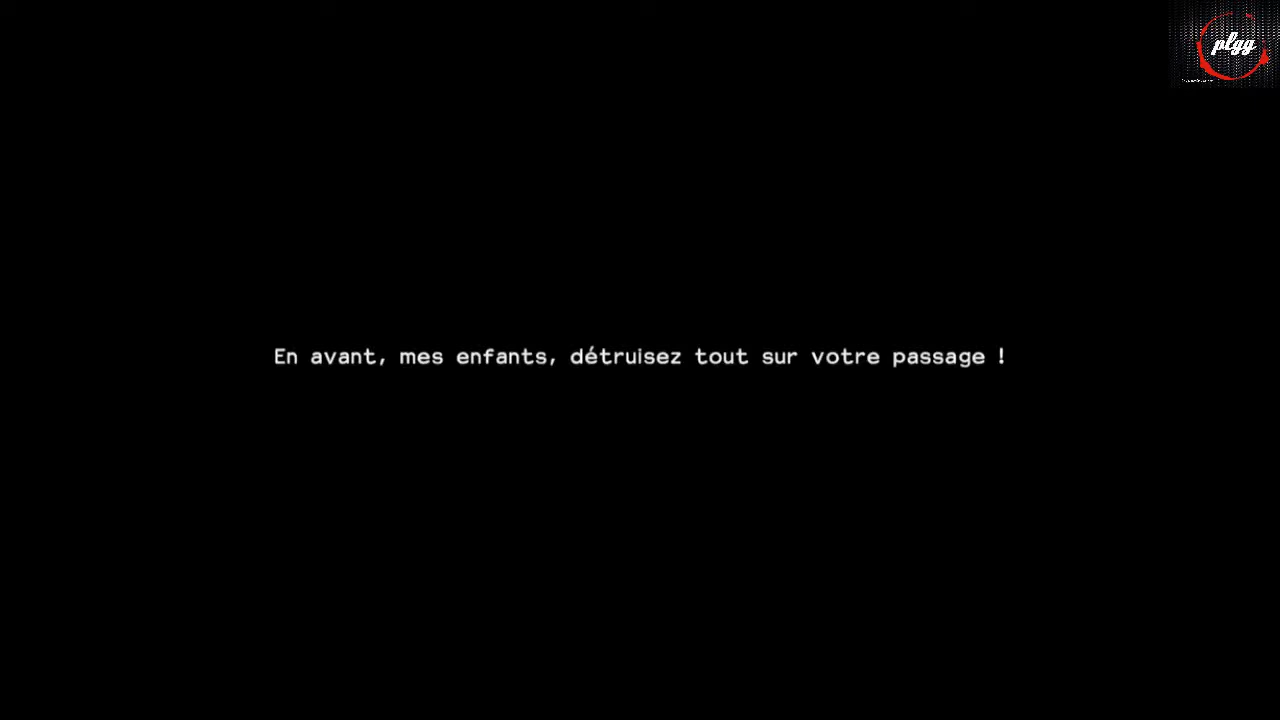 plgg
En avant, mes enfants, détruisez tout sur votre passage !